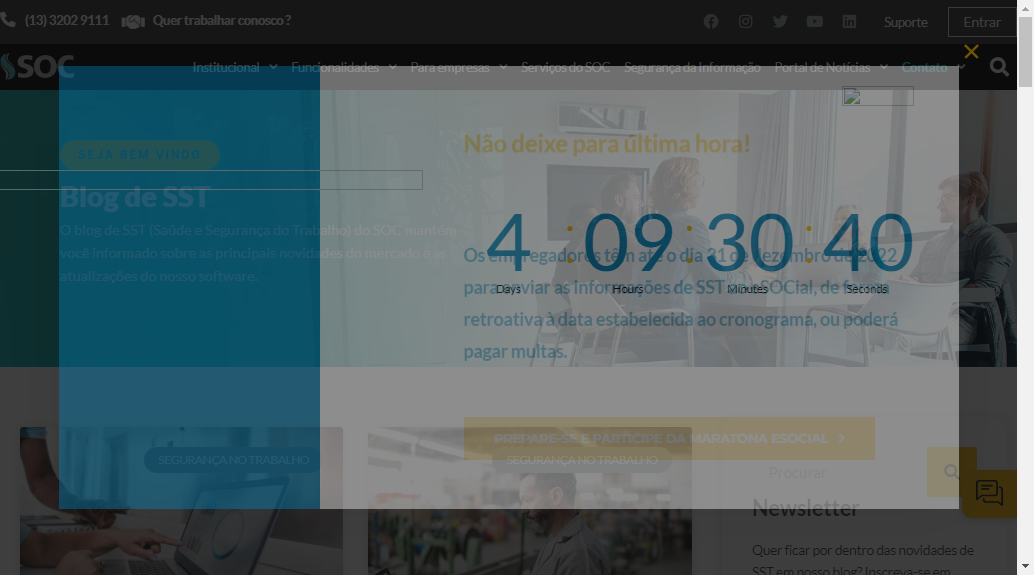 (13) 3202 9111 Quer trabalhar conosco ?
Suporte Entrar
SOC
Institucional Funcionalidades Para empresas Serviços do SOC Segurança da Informação Portal de Notícias Contato
SEJA BEM VINDO
Blog de SST
O blog de SST (Saúde e Segurança do Trabalho) do SOC mantém
você informado sobre as principais novidades do mercado e as
atualizações do nosso software.
Não deixe para última hora!
4 : 09 : 30 : 40
Days Hours Minutes Seconds
Os empregadores têm até o dia 31 de dezembro de 2022
para enviar as informações de SST ao eSOCial, de forma
retroativa à data estabelecida ao cronograma, ou poderá
pagar multas.
PREPARE-SE E PARTICIPE DA MARATONA ESOCIAL
SEGURANÇA NO TRABALHO
SEGURANÇA NO TRABALHO
Procurar
Newsletter
Quer ficar por dentro das novidades de
SST em nosso blog? Inscreva-se em